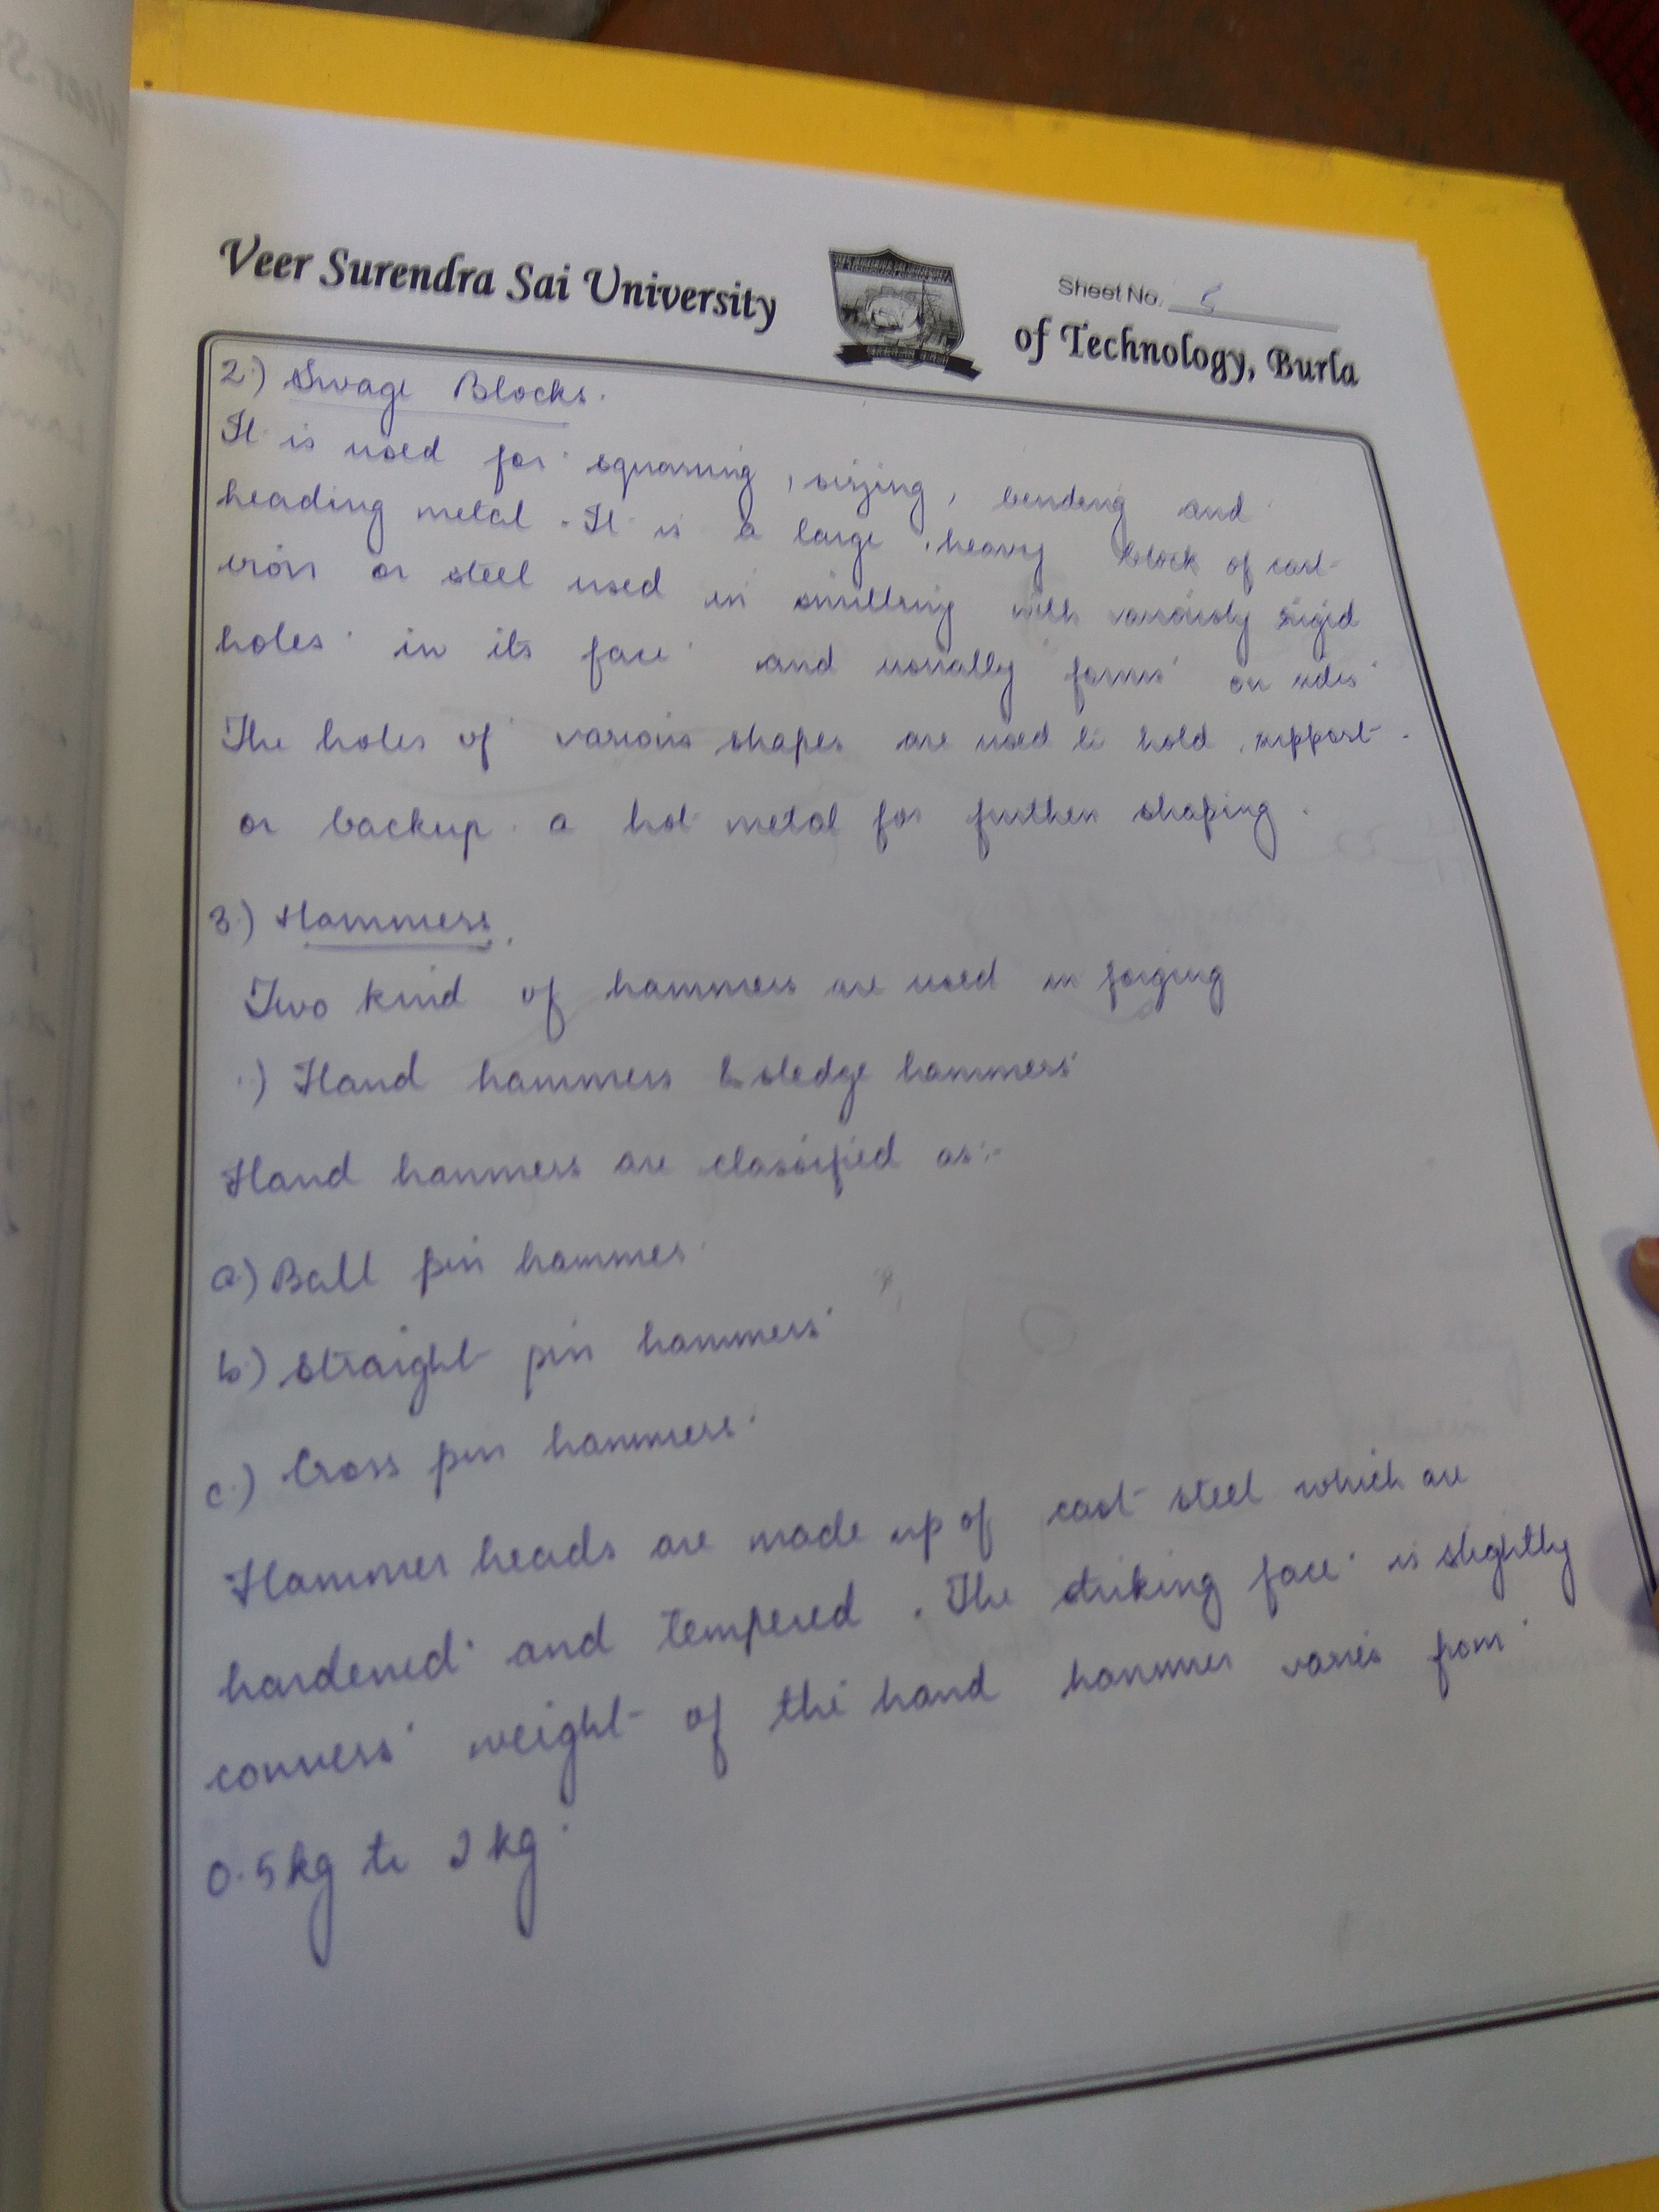 Veer Surendra Sai University
Sheet No. 5
of Technology, Burla
2.) Swage Blocks.
It is used for squaring, sizing, bending and
heading metal. It is a large, heavy block of cast
iron or steel used in smithing with variously sigid
holes in its face and usually forms on sides
The holes of various shapes are used to hold, support
or backup a hot metal for further shaping.
3.) Hammers.
Two kind of hammers are used in forging
1) Hand hammers & sledge hammers
Hand hammers are classified as:-
a) Ball pin hammer
b.) straight pin hammers
c.) Cross pin hammers
Hammer heads are made up of cast steel which are
hardened and tempered. The striking face is slightly
convers weight of the hand hammer varies from
0.5kg to 2kg